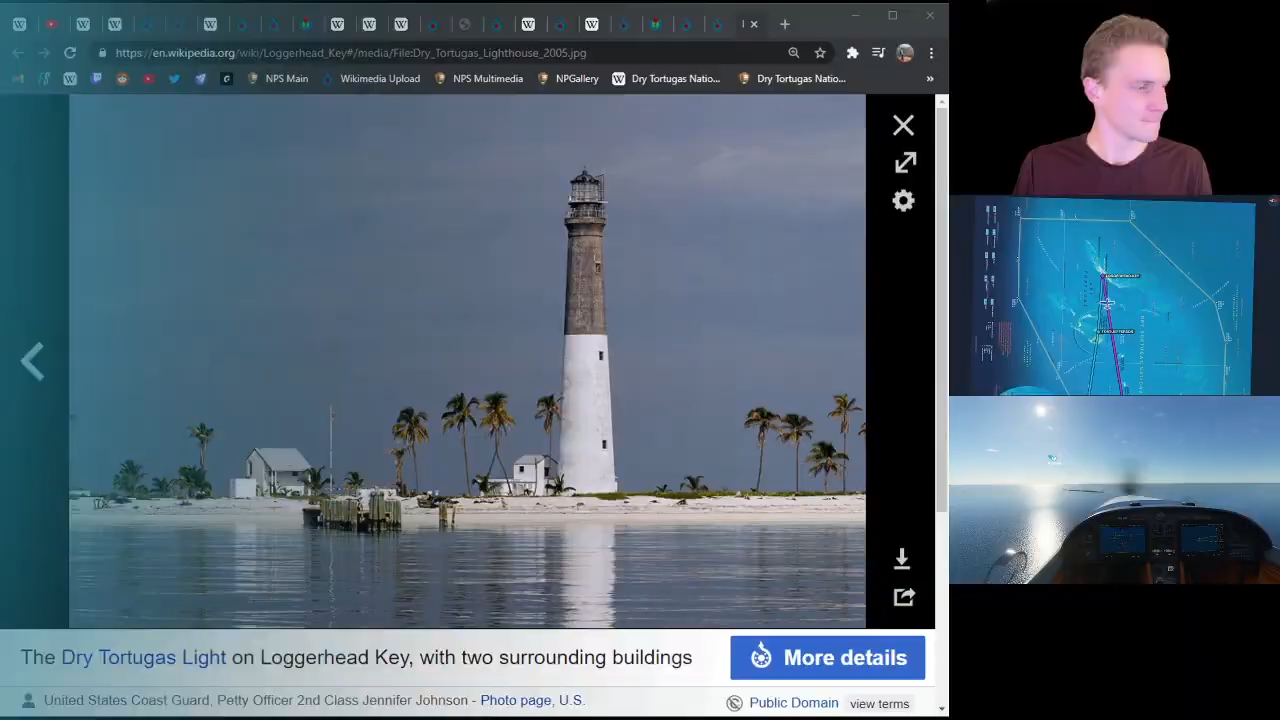 https://en.wikipedia.org/wiki/Loggerhead_Key#/media/File:Dry_Tortugas_Lighthouse_2005.jpg
NPS Main
Wikimedia Upload
NPS Multimedia
NPGallery
Dry Tortugas Natio...
Dry Tortugas Natio...
The Dry Tortugas Light on Loggerhead Key, with two surrounding buildings
More details
United States Coast Guard, Petty Officer 2nd Class Jennifer Johnson - Photo page, U.S.
Public Domain
view terms